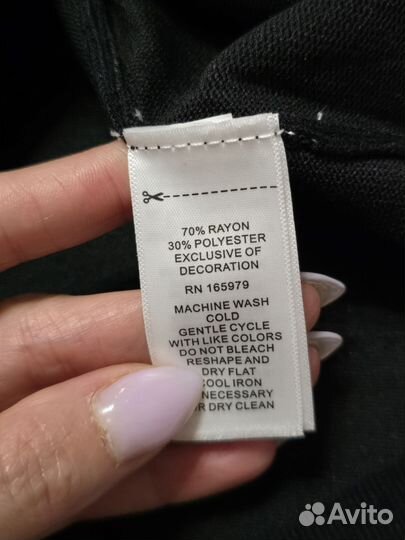 70% RAYON
30% POLYESTER
EXCLUSIVE OF
DECORATION
RN 165979
MACHINE WASH
COLD
GENTLE CYCLE
WITH LIKE COLORS
DO NOT BLEACH
RESHAPE AND
DRY FLAT
COOL IRON
NECESSARY
OR DRY CLEAN
Avito